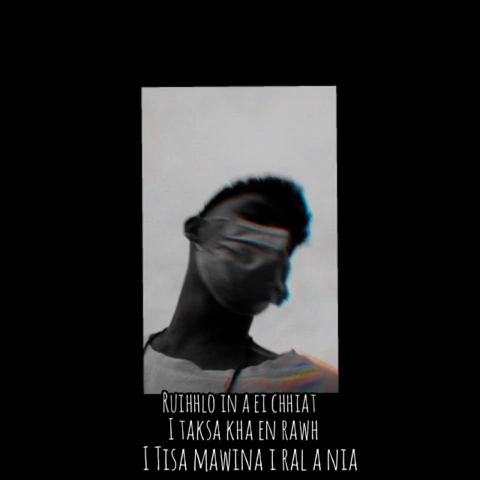 Ruihhlo in a ei chhiat
I taksa kha en rawh
I Tisa mawina i ral a nia